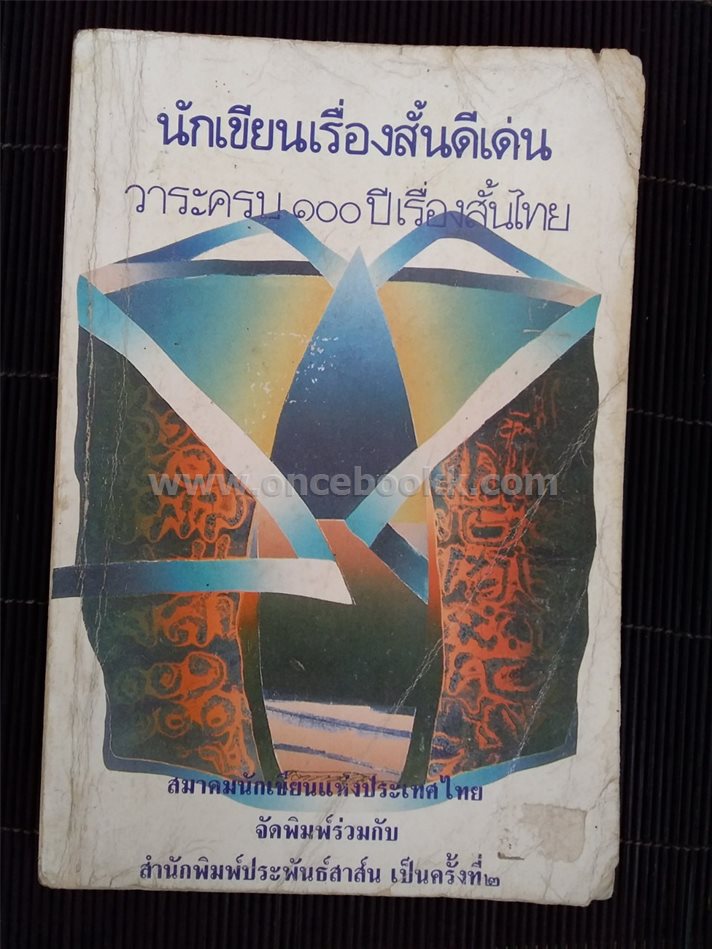 นักเขียนเรื่องสั้นดีเด่น
วาระครบ ๑๐๐ ปีเรื่องสั้นไทย
www.oncebookk.com
สมาคมนักเขียนแห่งประเทศไทย
จัดพิมพ์ร่วมกับ
สำนักพิมพ์ประพันธ์สาส์น เป็นครั้งที่๒